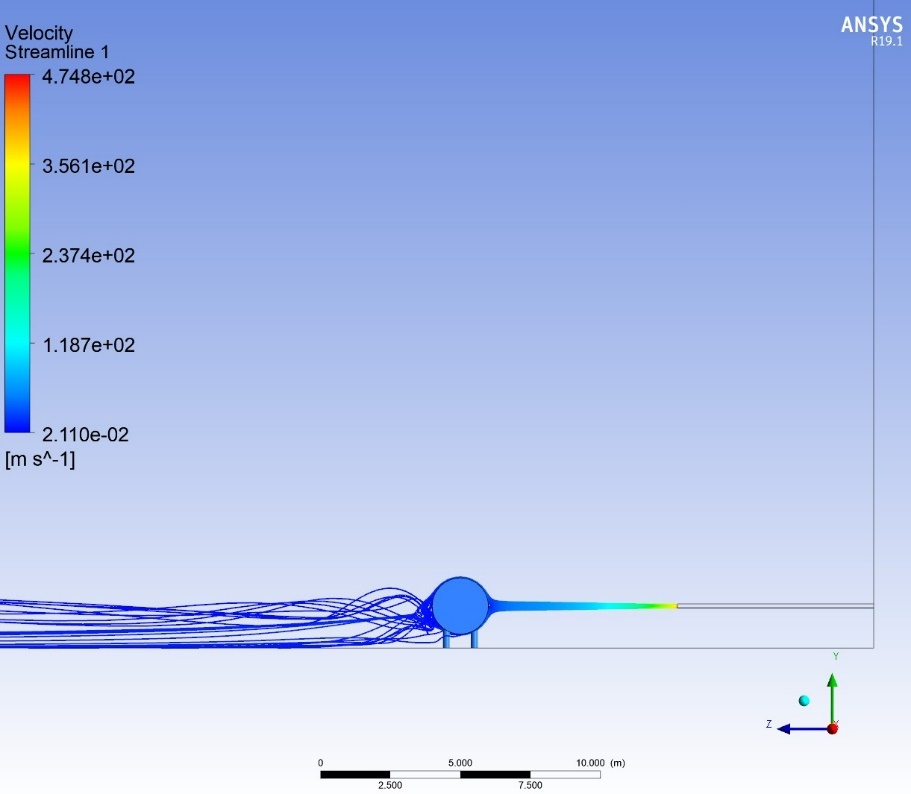 Velocity
Streamline 1
4.748e+02
3.561e+02
2.374e+02
1.187e+02
2.110e-02
[m s^-1]
ANSYS
R19.1
Y
Z
0 5.000 10.000 (m)
2.500 7.500